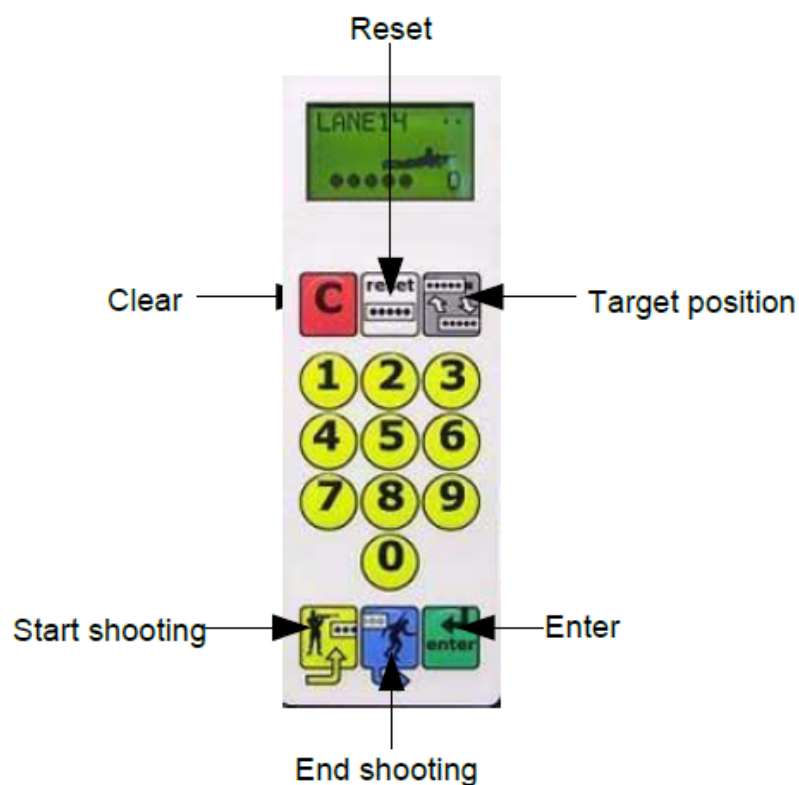 Reset
LANE14
0
Clear
C
reset
Target position
1 2 3
4 5 6
7 8 9
0
Start shooting
enter
Enter
End shooting